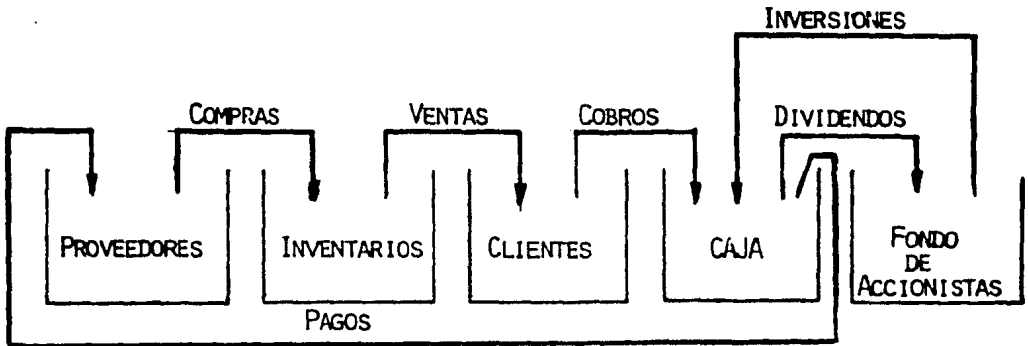 INVERSIONES
COMPRAS
VENTAS
COBROS
DIVIDENDOS
PROVEEDORES
INVENTARIOS
CLIENTES
CAJA
FONDO
DE
ACCIONISTAS
PAGOS